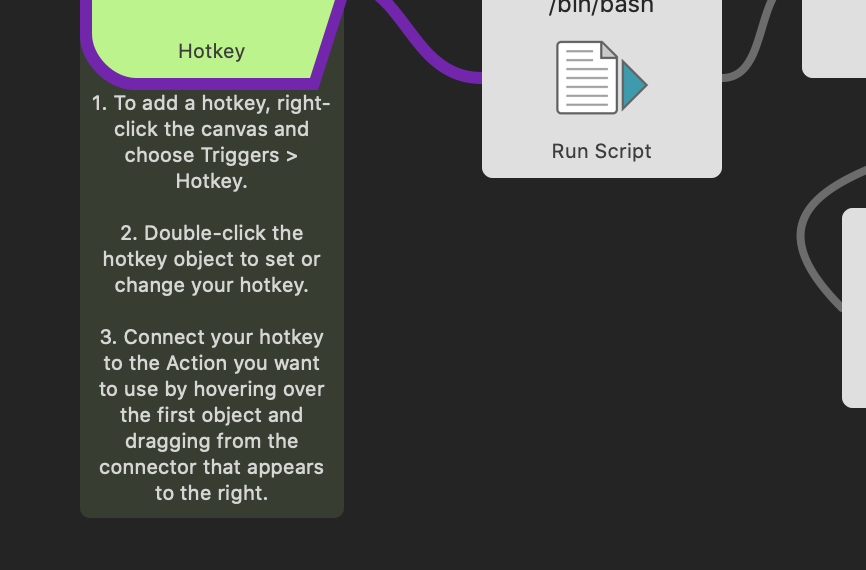 /bin/bash
Hotkey
Run Script
1. To add a hotkey, right-
click the canvas and
choose Triggers >
Hotkey.
2. Double-click the
hotkey object to set or
change your hotkey.
3. Connect your hotkey
to the Action you want
to use by hovering over
the first object and
dragging from the
connector that appears
to the right.